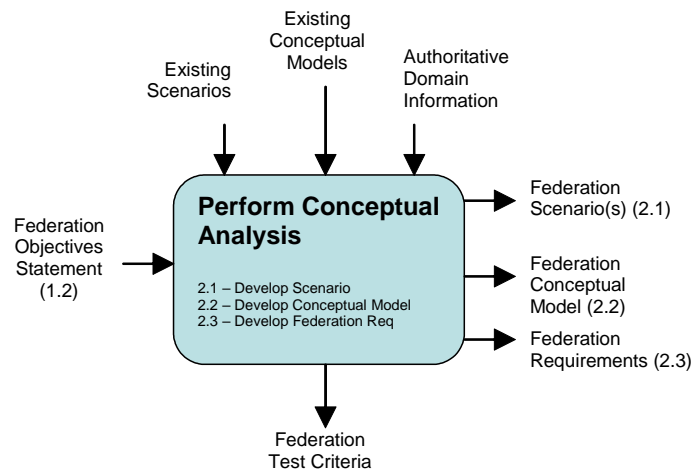 Existing
Conceptual
Models
Existing
Scenarios
Authoritative
Domain
Information
Federation
Objectives
Statement
(1.2)
Perform Conceptual
Analysis
2.1 – Develop Scenario
2.2 – Develop Conceptual Model
2.3 – Develop Federation Req
Federation
Scenario(s) (2.1)
Federation
Conceptual
Model (2.2)
Federation
Requirements (2.3)
Federation
Test Criteria